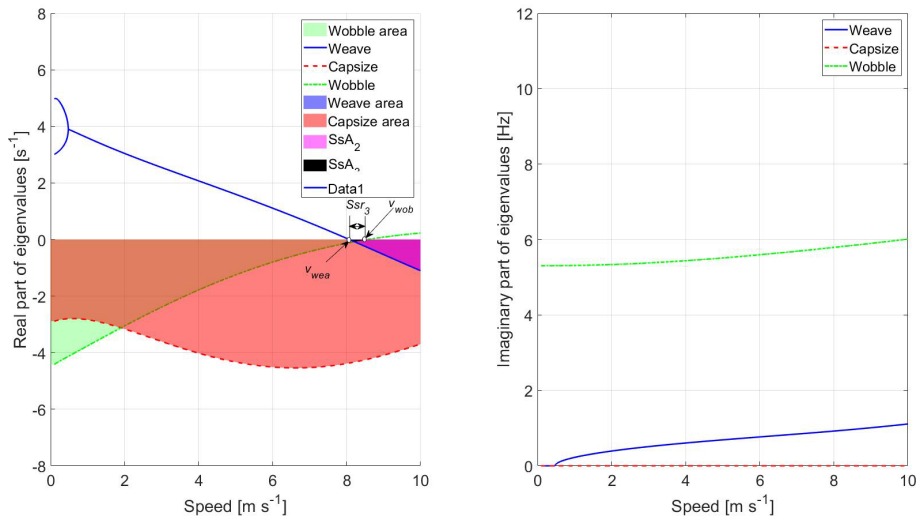 8
6
4
2
0
-2
-4
-6
-8
Real part of eigenvalues [s⁻¹]
0 2 4 6 8 10
Speed [m s⁻¹]
Wobble area
Weave
Capsize
Wobble
Weave area
Capsize area
SsA₂
Data1
Ssr₃
v_wob
v_wea
12
10
8
6
4
2
0
Imaginary part of eigenvalues [Hz]
0 2 4 6 8 10
Speed [m s⁻¹]
Weave
Capsize
Wobble